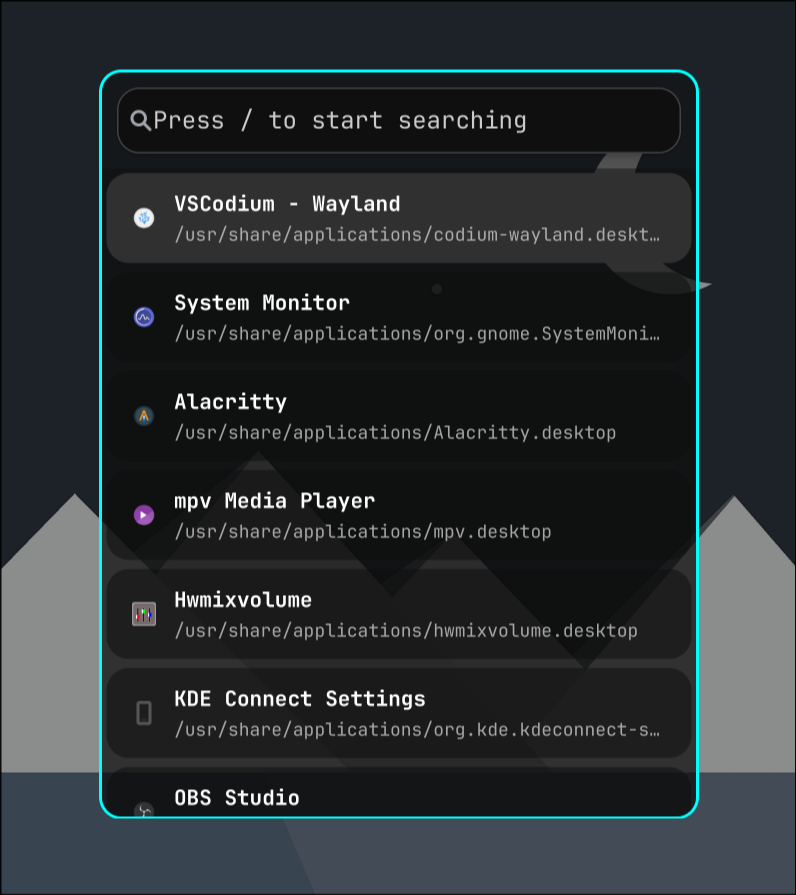 Press / to start searching
VSCodium - Wayland
/usr/share/applications/codium-wayland.deskt…
System Monitor
/usr/share/applications/org.gnome.SystemMoni…
Alacritty
/usr/share/applications/Alacritty.desktop
mpv Media Player
/usr/share/applications/mpv.desktop
Hwmixvolume
/usr/share/applications/hwmixvolume.desktop
KDE Connect Settings
/usr/share/applications/org.kde.kdeconnect-s…
OBS Studio